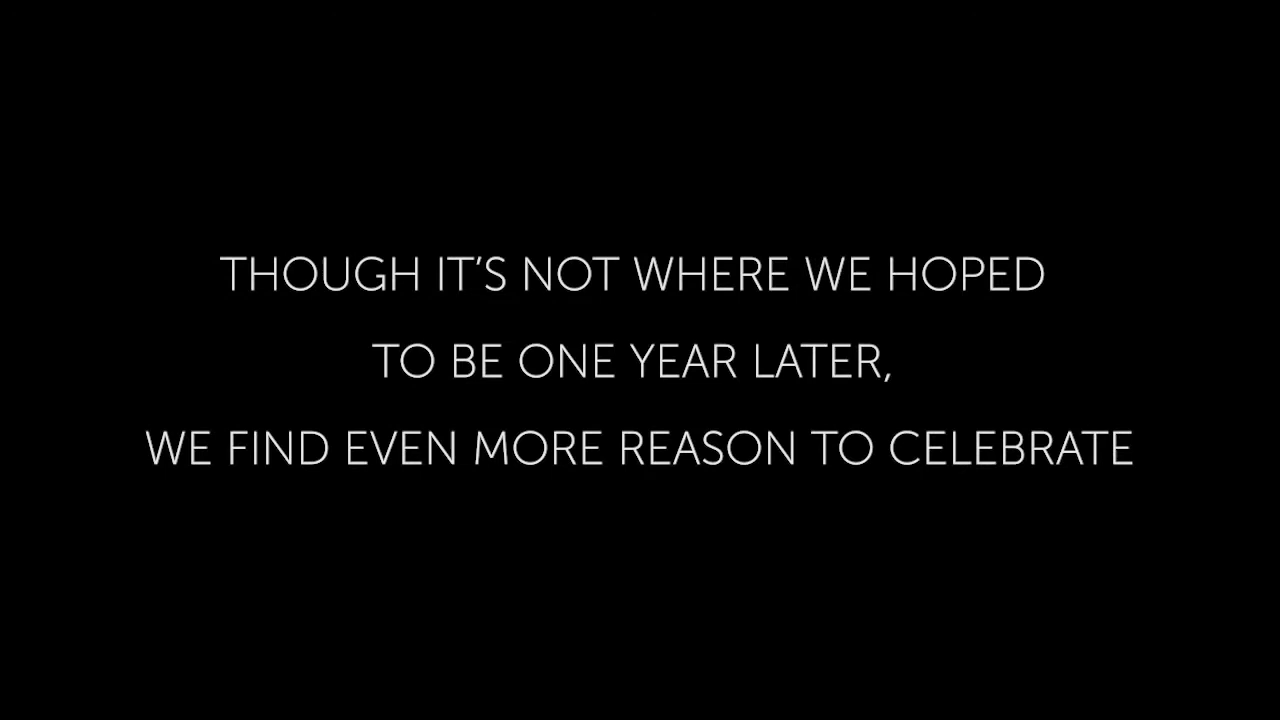 THOUGH IT'S NOT WHERE WE HOPED
TO BE ONE YEAR LATER,
WE FIND EVEN MORE REASON TO CELEBRATE